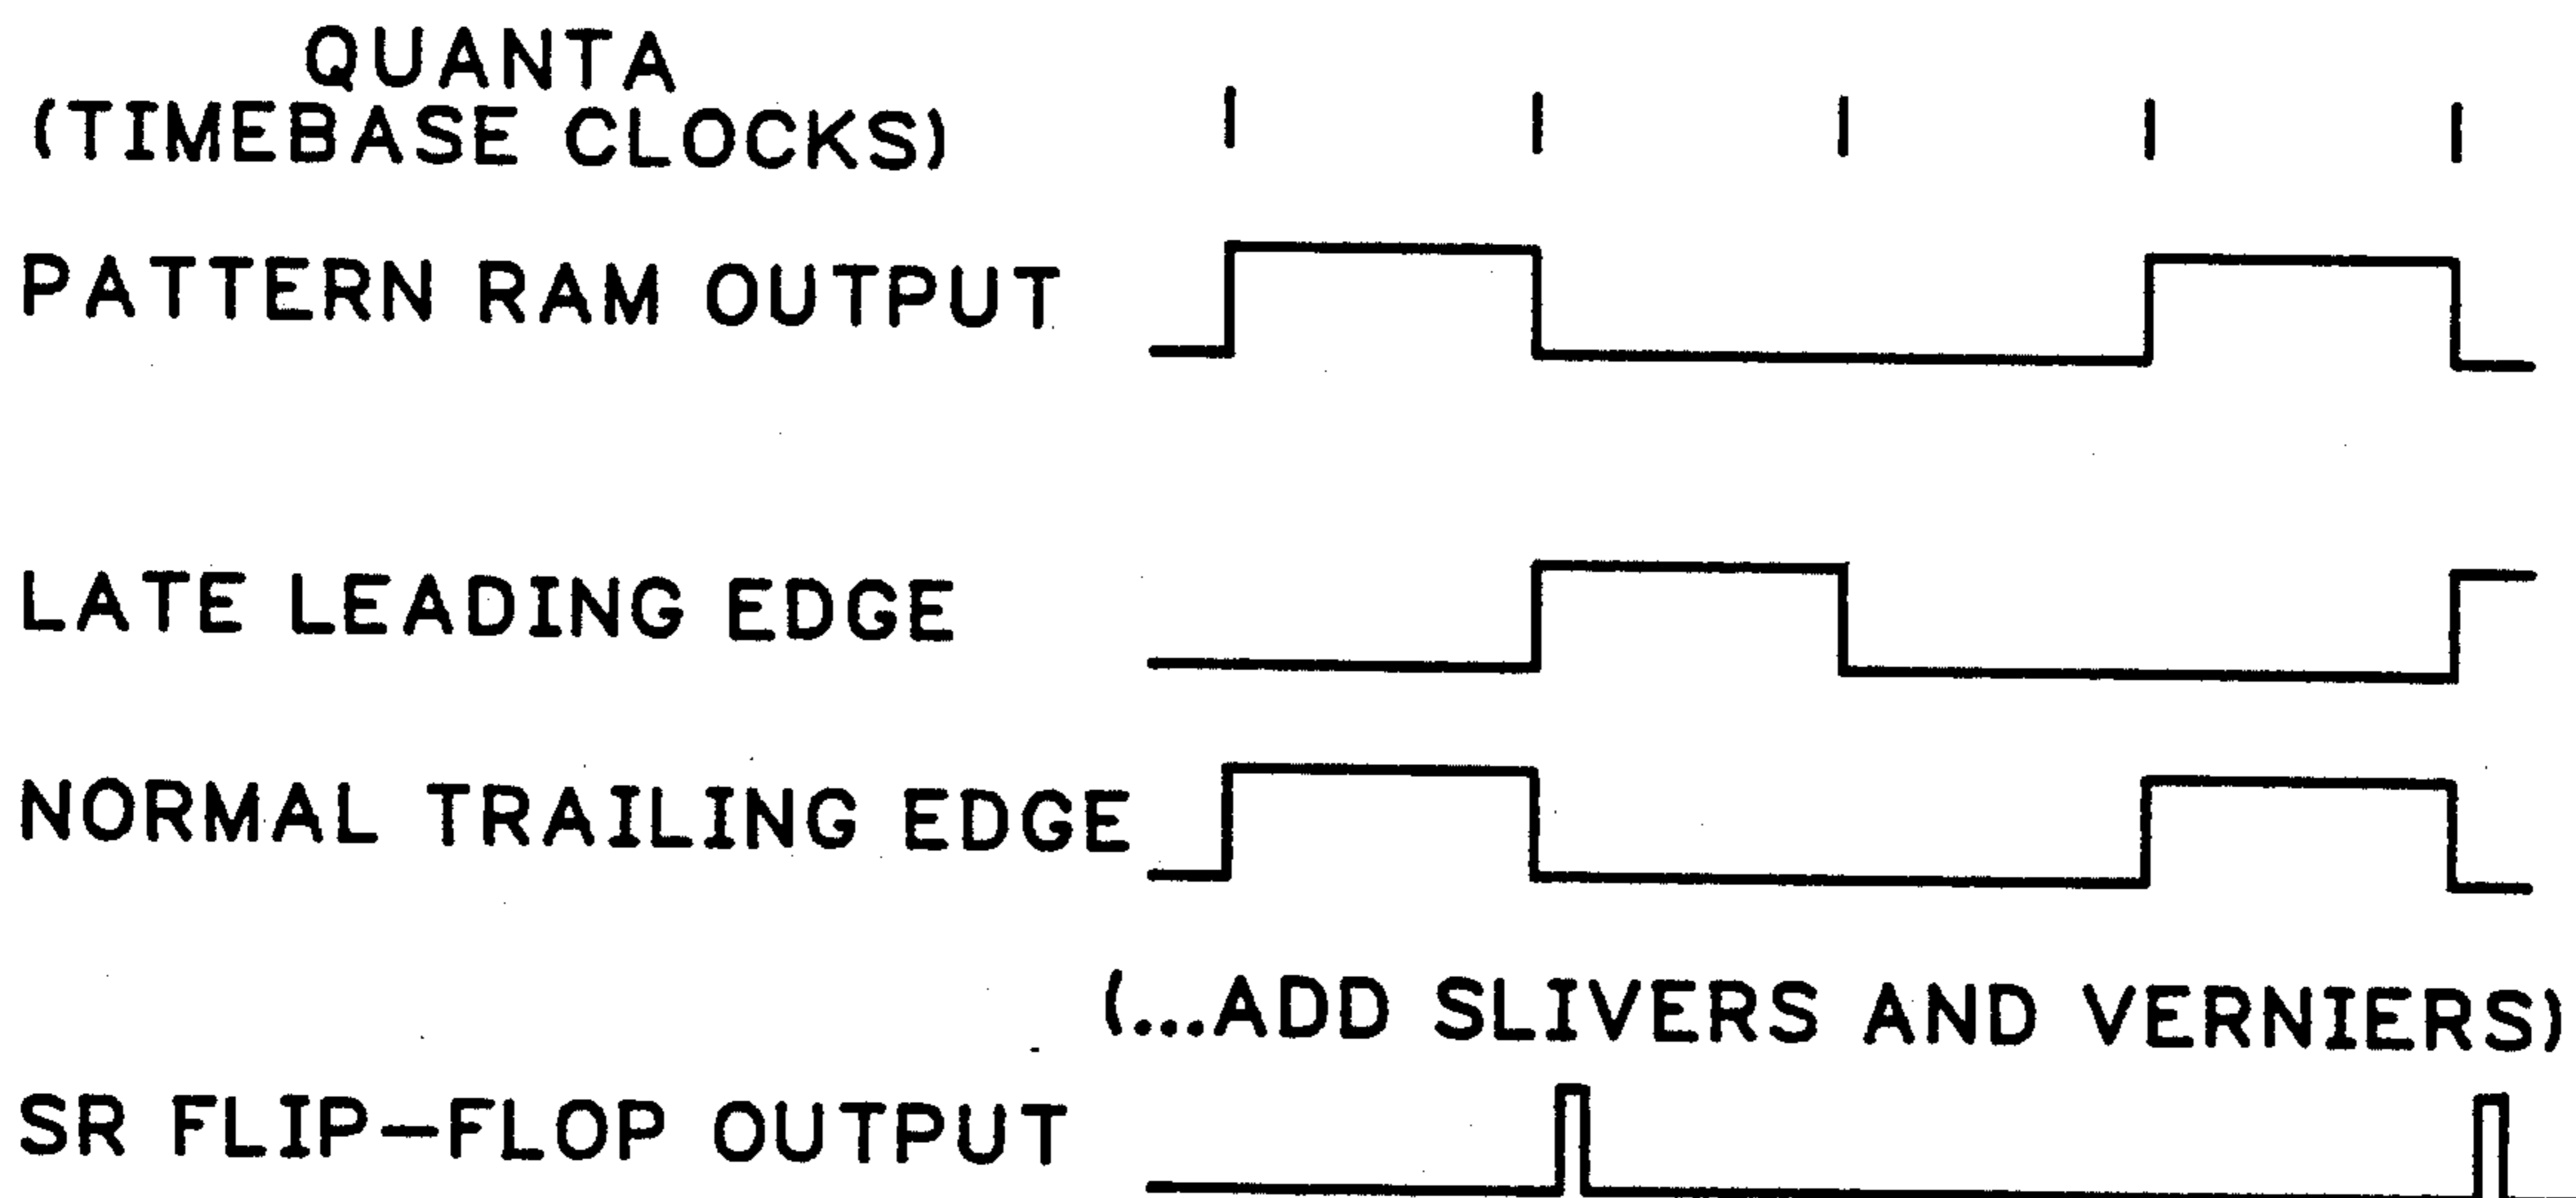 QUANTA
(TIMEBASE CLOCKS)
PATTERN RAM OUTPUT
LATE LEADING EDGE
NORMAL TRAILING EDGE
(...ADD SLIVERS AND VERNIERS)
SR FLIP-FLOP OUTPUT